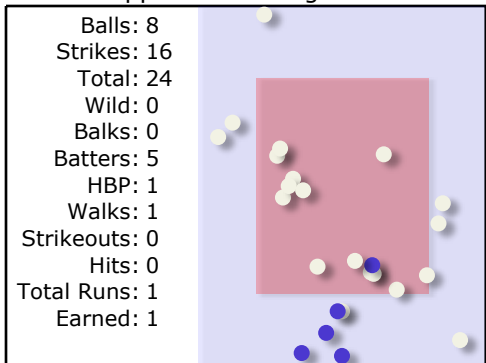 Balls: 8
Strikes: 16
Total: 24
Wild: 0
Balks: 0
Batters: 5
HBP: 1
Walks: 1
Strikeouts: 0
Hits: 0
Total Runs: 1
Earned: 1